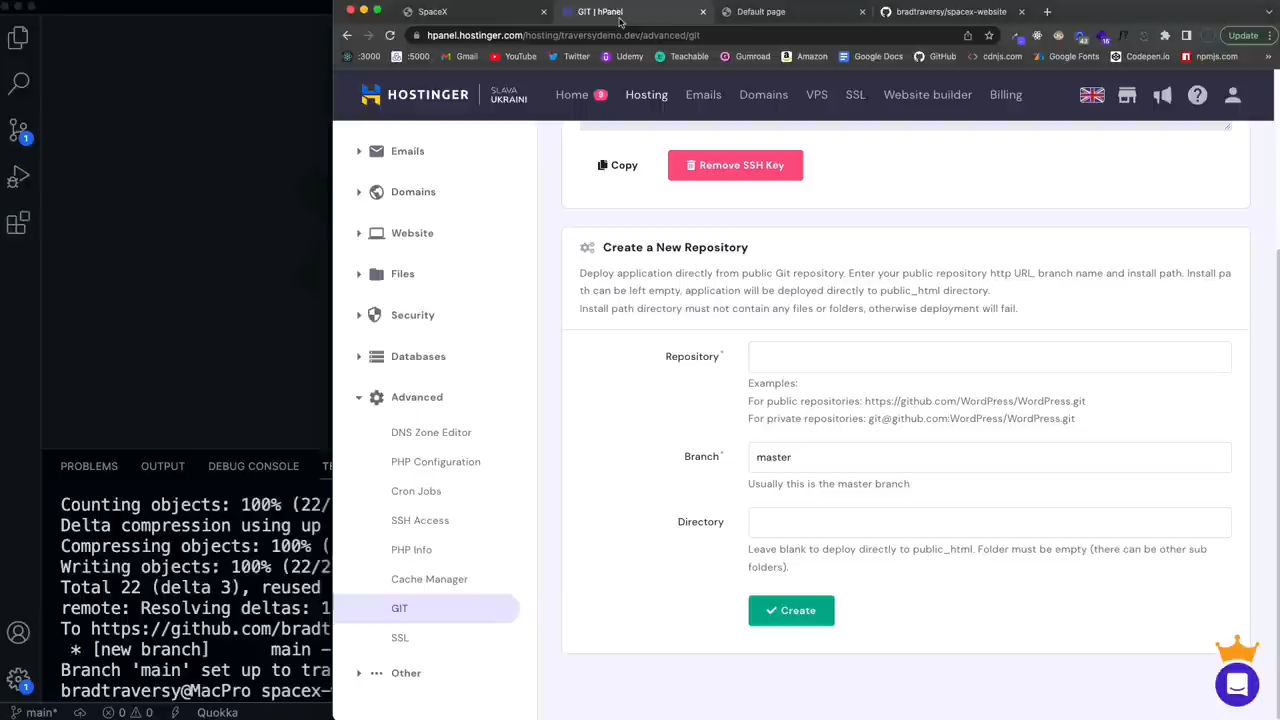 SpaceX
GIT | hPanel
Default page
bradtraversy/spacex-website
hpanel.hostinger.com/hosting/traversydemo.dev/advanced/git
Update
:3000
:5000
Gmail
YouTube
Twitter
Udemy
Teachable
Gumroad
Amazon
Google Docs
GitHub
cdnjs.com
Google Fonts
Codepen.io
npmjs.com
»
HOSTINGER
SLAVA
UKRAINI
Home 9
Hosting
Emails
Domains
VPS
SSL
Website builder
Billing
Emails
Domains
Website
Files
Security
Databases
Advanced
DNS Zone Editor
PHP Configuration
Cron Jobs
SSH Access
PHP Info
Cache Manager
GIT
SSL
Other
Copy
Remove SSH Key
Create a New Repository
Deploy application directly from public Git repository. Enter your public repository http URL, branch name and install path. Install pa
th can be left empty, application will be deployed directly to public_html directory.
Install path directory must not contain any files or folders, otherwise deployment will fail.
Repository*
Examples:
For public repositories: https://github.com/WordPress/WordPress.git
For private repositories: git@github.com:WordPress/WordPress.git
Branch*
master
Usually this is the master branch
Directory
Leave blank to deploy directly to public_html. Folder must be empty (there can be other sub
folders).
Create
1
1
PROBLEMS
OUTPUT
DEBUG CONSOLE
Counting objects: 100% (22/
Delta compression using up
Compressing objects: 100% (
Writing objects: 100% (22/2
Total 22 (delta 3), reused
remote: Resolving deltas: 1
To https://github.com/bradt
* [new branch] main -
Branch 'main' set up to tra
bradtraversy@MacPro spacex-
main*
0
0
Quokka